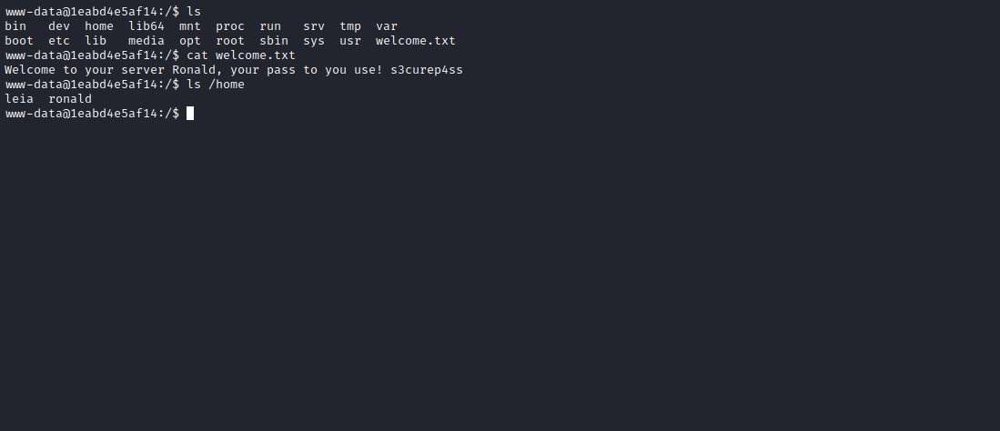 www-data@1eabd4e5af14:/$ ls
bin   dev  home  lib64  mnt  proc  run   srv  tmp  var
boot  etc  lib   media  opt  root  sbin  sys  usr  welcome.txt
www-data@1eabd4e5af14:/$ cat welcome.txt
Welcome to your server Ronald, your pass to you use! s3curep4ss
www-data@1eabd4e5af14:/$ ls /home
leia  ronald
www-data@1eabd4e5af14:/$